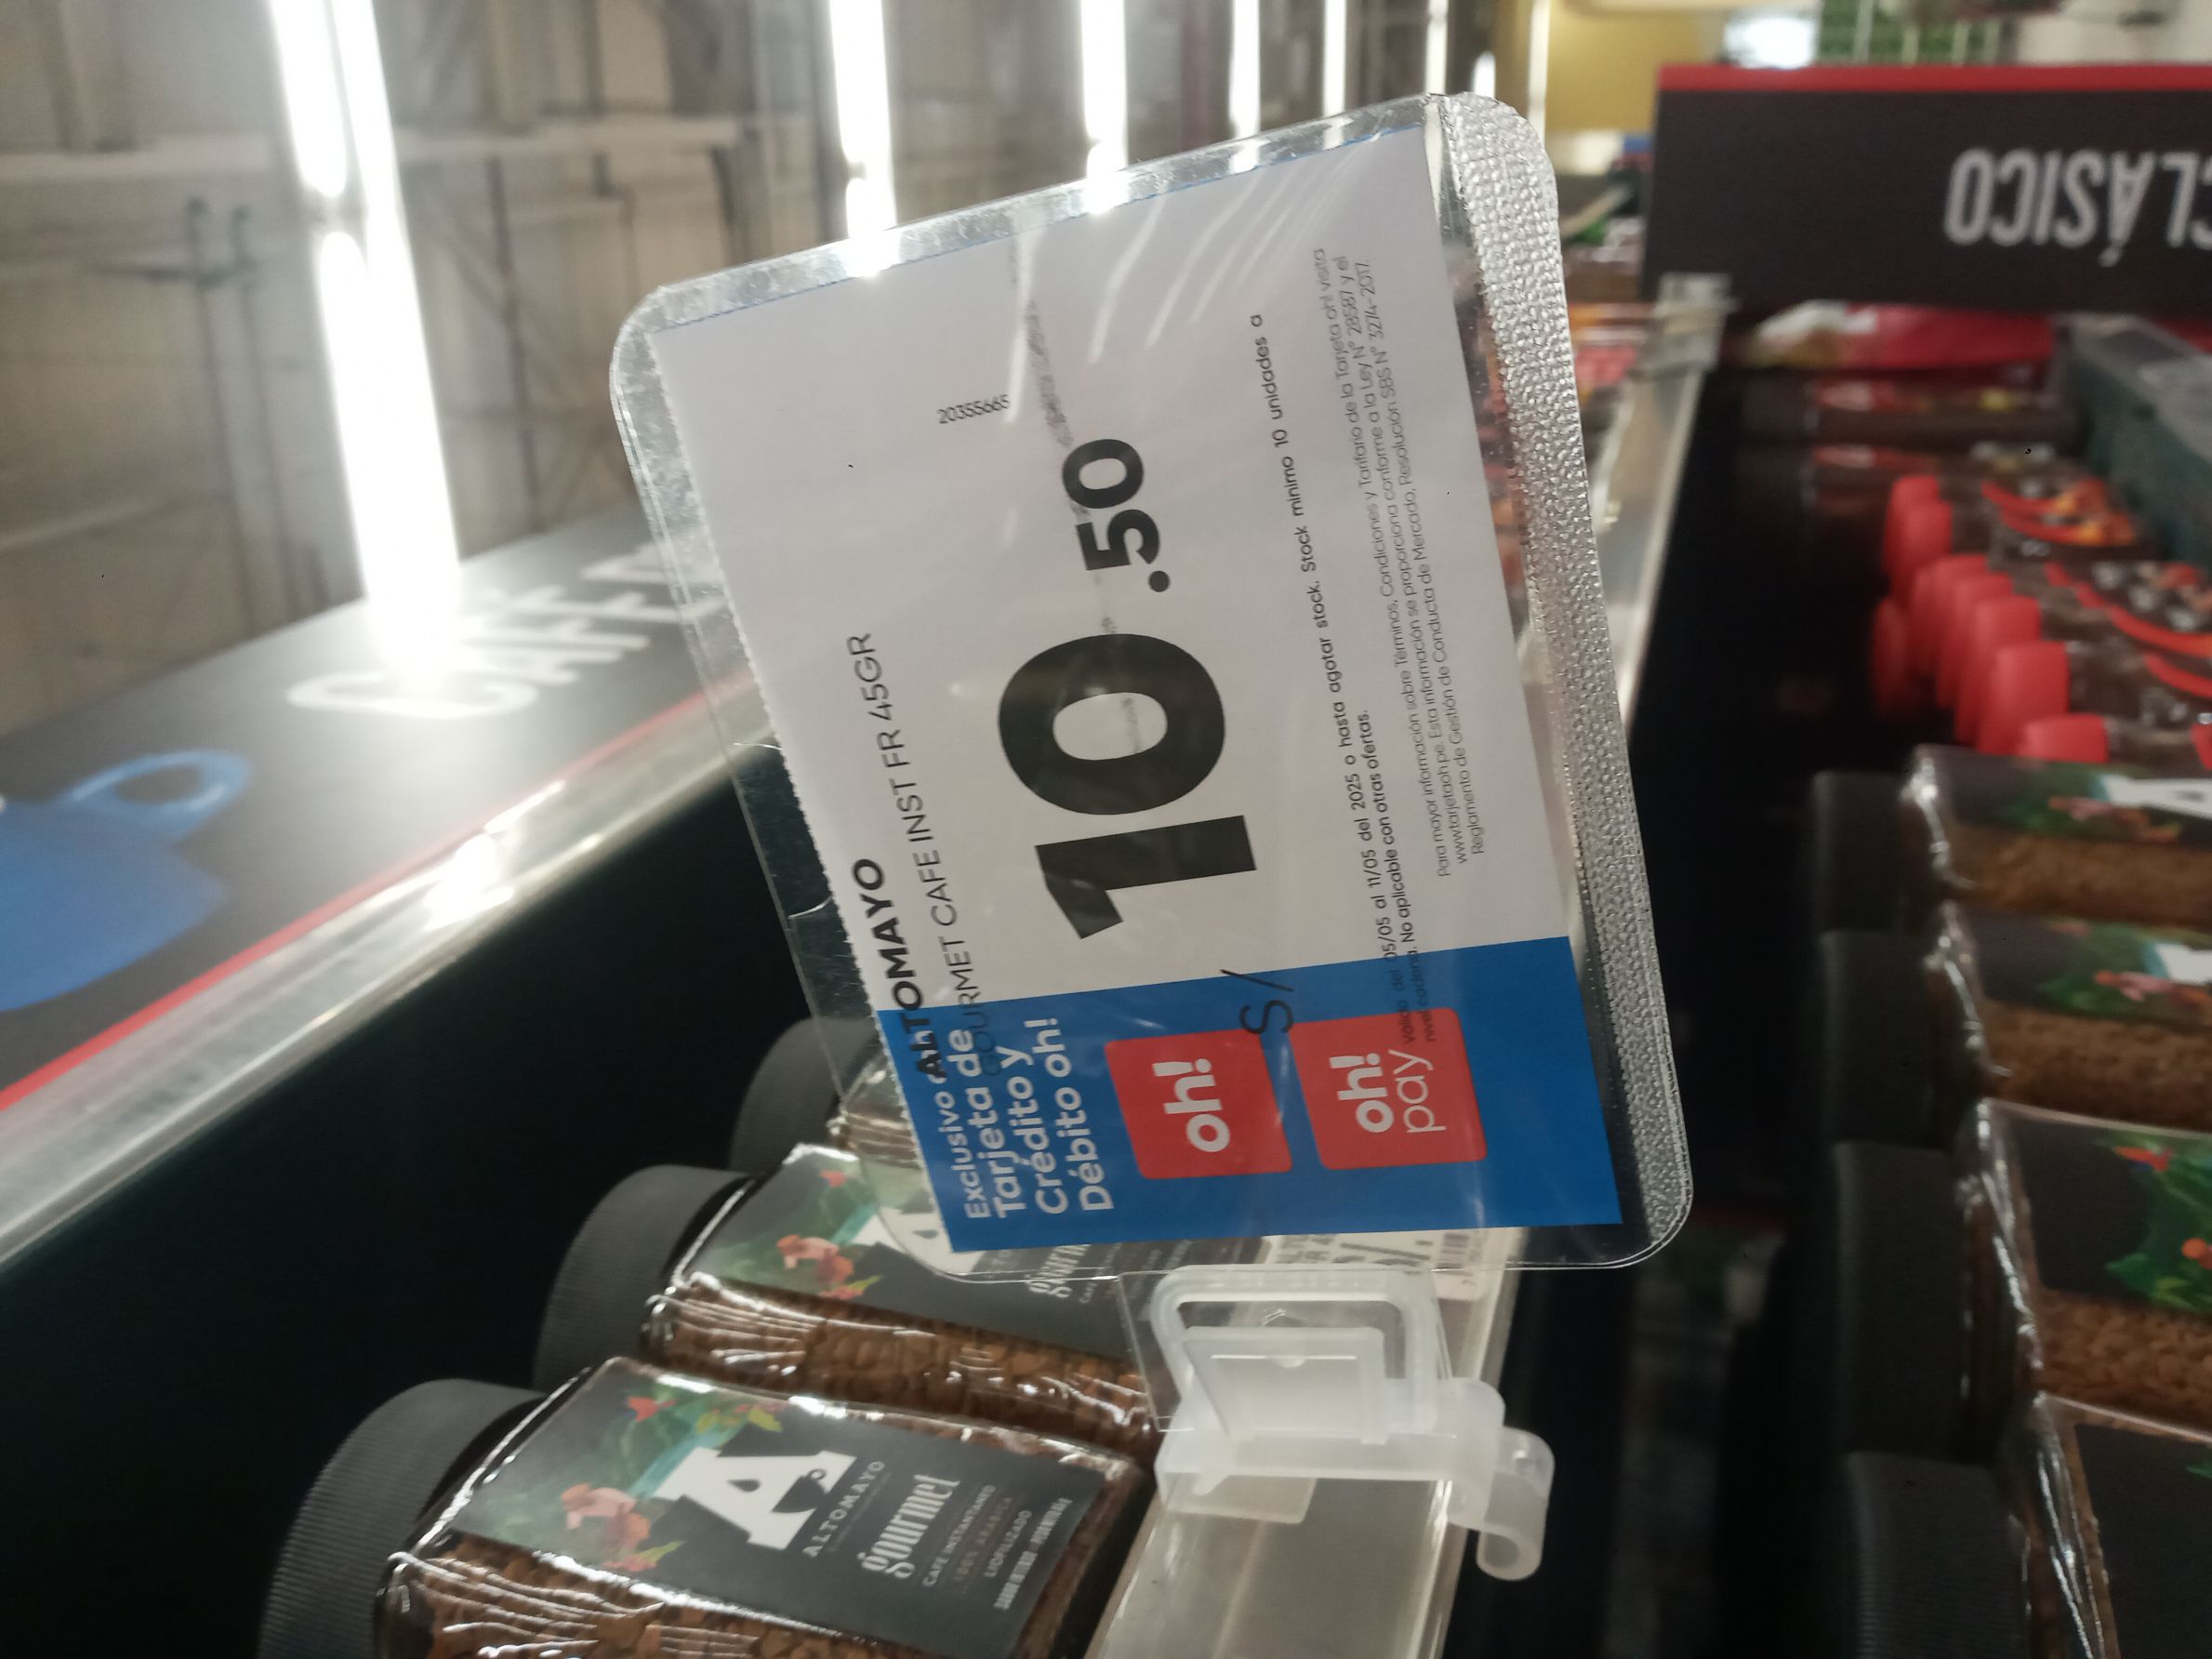 ALTOMAYO
GOURMET CAFE INST FR 45GR
20355665
Exclusivo
Tarjeta de
Crédito y
Débito oh!
oh!
oh!
pay
S/ 10.50
Válido del 05/05 al 11/05 del 2025 o hasta agotar stock. Stock mínimo 10 unidades a
nivel cadena. No aplicable con otras ofertas.
Para mayor información sobre Términos, Condiciones y Tarifario de la Tarjeta oh! visita
www.tarjetaoh.pe. Esta información se proporciona conforme a la Ley N° 28587 y el
Reglamento de Gestión de Conducta de Mercado, Resolución SBS N° 3274-2017.
A
ALTOMAYO
gourmet
CAFÉ INSTANTÁNEO
100% ARÁBICA
LIOFILIZADO
CLÁSICO
CAFÉ